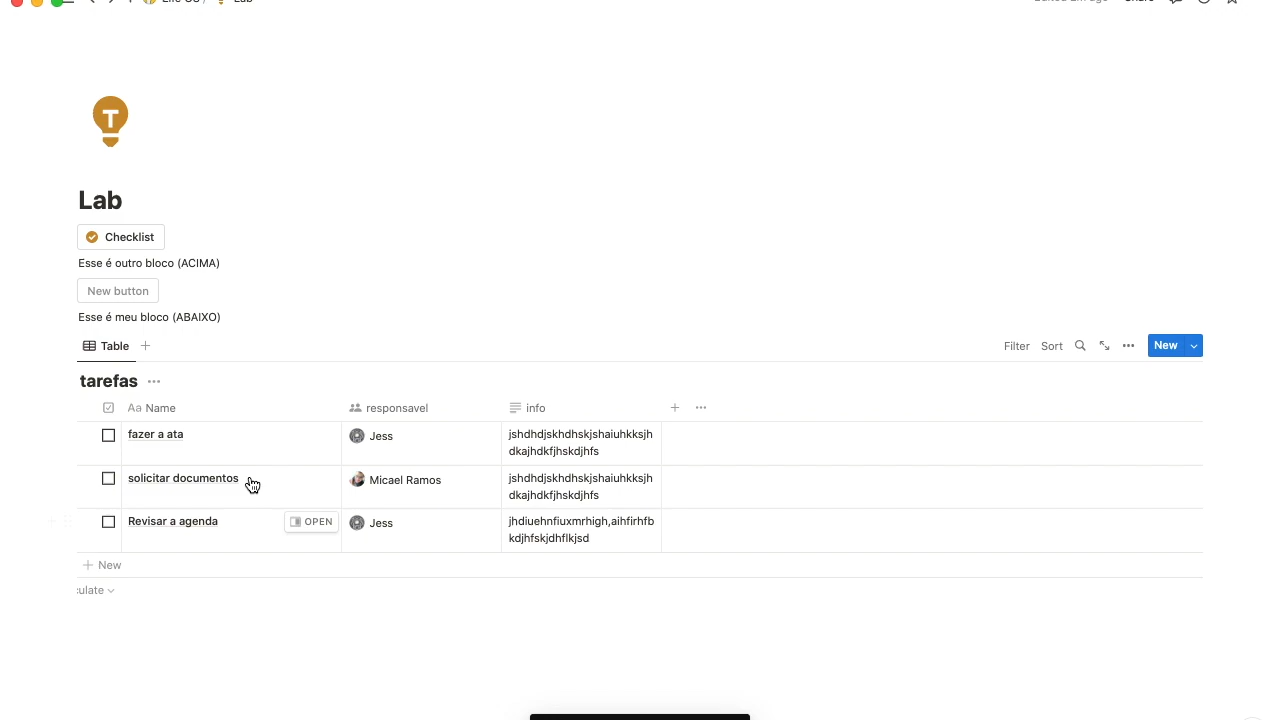 Lab
Checklist
Esse é outro bloco (ACIMA)
New button
Esse é meu bloco (ABAIXO)
Table
Filter Sort New
tarefas
Aa Name responsavel info
fazer a ata Jess jshdhdjskhdhskjshaiuhkksjh
dkajhdkfjhskdjhfs
solicitar documentos Micael Ramos jshdhdjskhdhskjshaiuhkksjh
dkajhdkfjhskdjhfs
Revisar a agenda OPEN Jess jhdiuehnfiuxmrhigh,aihfirhfb
kdjhfskjdhflkjsd
New
culate